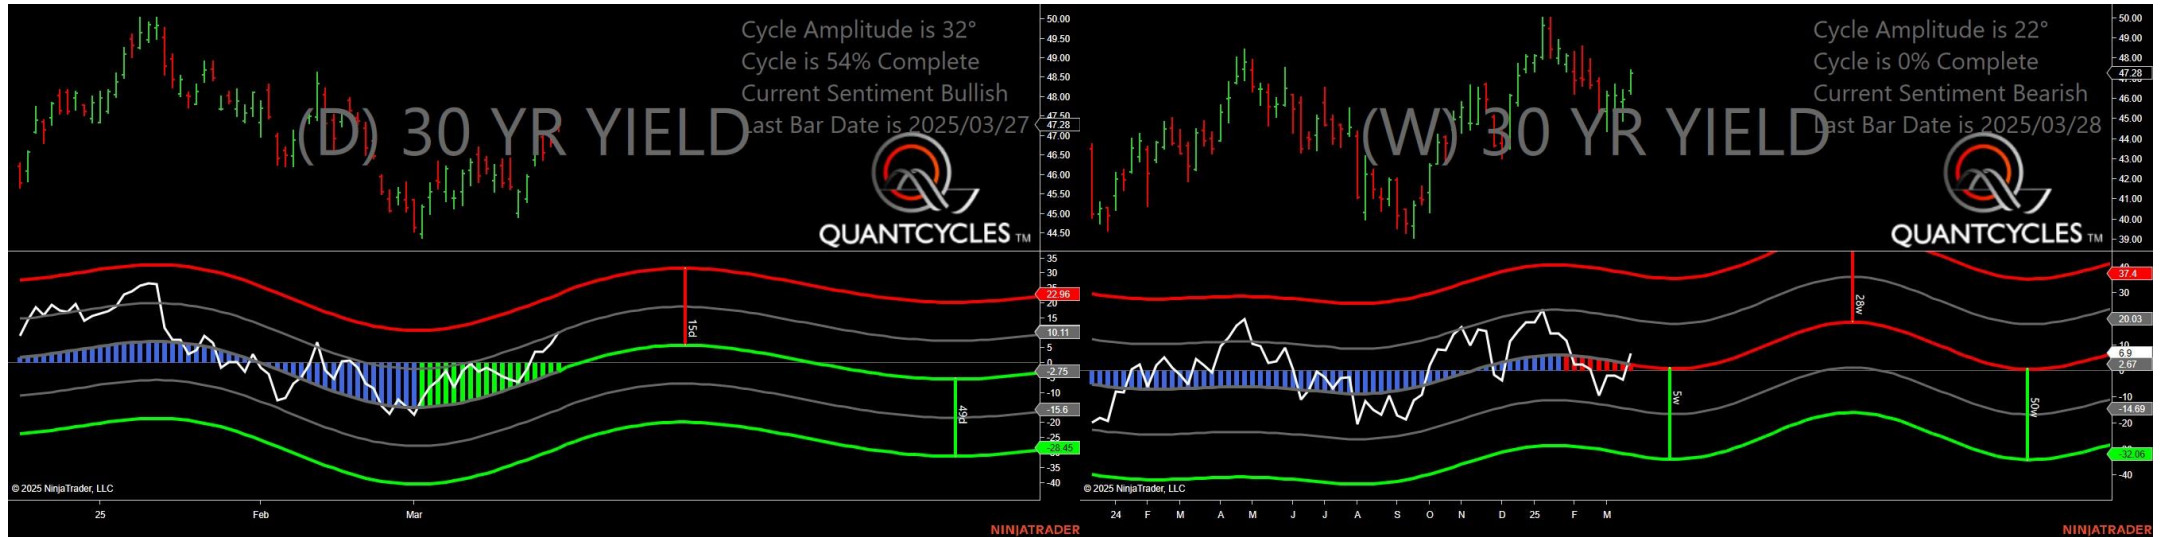 Cycle Amplitude is 32°
Cycle is 54% Complete
Current Sentiment Bullish
Last Bar Date is 2025/03/27
(D) 30 YR YIELD
QUANTCYCLES TM
50.00
49.50
49.00
48.50
48.00
47.50
47.28
47.00
46.50
46.00
45.50
45.00
44.50
35
30
22.96
20
15
10.11
5
0
-2.75
-5
-10
-15.6
-20
-25
-28.45
-35
-40
15d
49d
© 2025 NinjaTrader, LLC
25 Feb Mar
NINJATRADER
Cycle Amplitude is 22°
Cycle is 0% Complete
Current Sentiment Bearish
Last Bar Date is 2025/03/28
(W) 30 YR YIELD
QUANTCYCLES TM
50.00
49.00
48.00
47.28
46.00
45.00
44.00
43.00
42.00
41.00
40.00
39.00
37.4
30
20.03
10
6.9
2.67
-10
-14.69
-20
-32.06
-40
5w
28w
50w
© 2025 NinjaTrader, LLC
24 F M A M J J A S O N D 25 F M
NINJATRADER